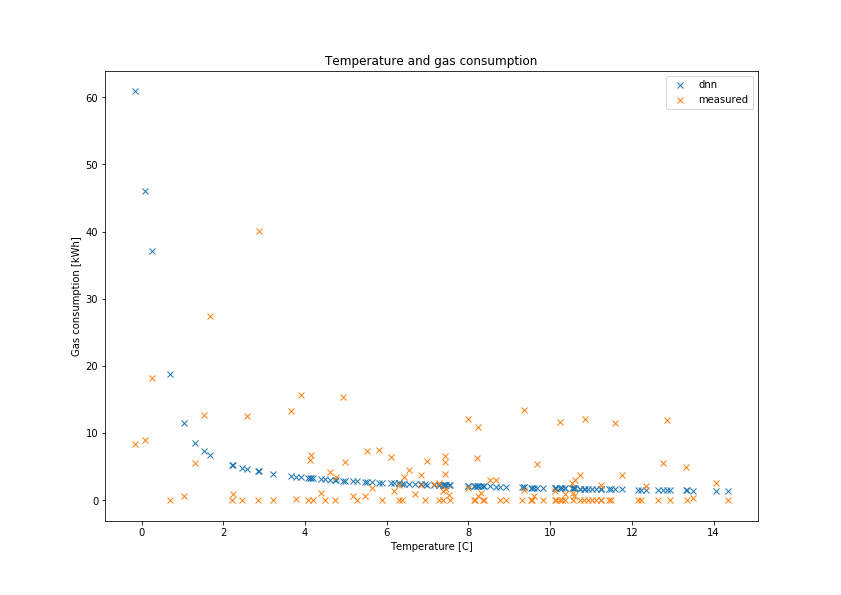 Temperature and gas consumption
dnn
measured
Gas consumption [kWh]
60
50
40
30
20
10
0
0 2 4 6 8 10 12 14
Temperature [C]